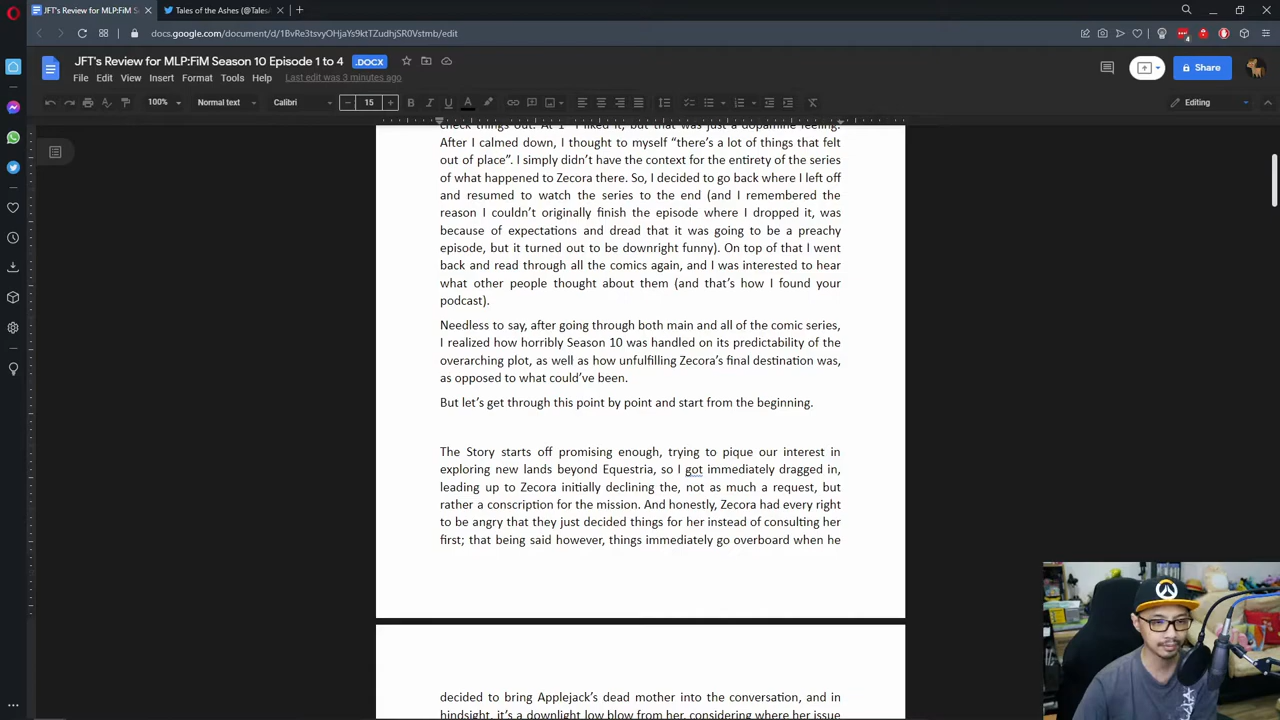 JFT's Review for MLP:FiM S
Tales of the Ashes (@Tales
docs.google.com/document/d/1BvRe3tsvyOHjaYs9ktTZudhjSR0Vstmb/edit
JFT's Review for MLP:FiM Season 10 Episode 1 to 4 .DOCX
File Edit View Insert Format Tools Help Last edit was 3 minutes ago
Share
100% Normal text Calibri 15 B I U A Editing
check things out. At 1 I liked it, but that was just a dopamine feeling.
After I calmed down, I thought to myself “there’s a lot of things that felt
out of place”. I simply didn’t have the context for the entirety of the series
of what happened to Zecora there. So, I decided to go back where I left off
and resumed to watch the series to the end (and I remembered the
reason I couldn’t originally finish the episode where I dropped it, was
because of expectations and dread that it was going to be a preachy
episode, but it turned out to be downright funny). On top of that I went
back and read through all the comics again, and I was interested to hear
what other people thought about them (and that’s how I found your
podcast).
Needless to say, after going through both main and all of the comic series,
I realized how horribly Season 10 was handled on its predictability of the
overarching plot, as well as how unfulfilling Zecora’s final destination was,
as opposed to what could’ve been.
But let’s get through this point by point and start from the beginning.
The Story starts off promising enough, trying to pique our interest in
exploring new lands beyond Equestria, so I got immediately dragged in,
leading up to Zecora initially declining the, not as much a request, but
rather a conscription for the mission. And honestly, Zecora had every right
to be angry that they just decided things for her instead of consulting her
first; that being said however, things immediately go overboard when he
decided to bring Applejack’s dead mother into the conversation, and in
hindsight, it’s a downlight low blow from her, considering where her issue